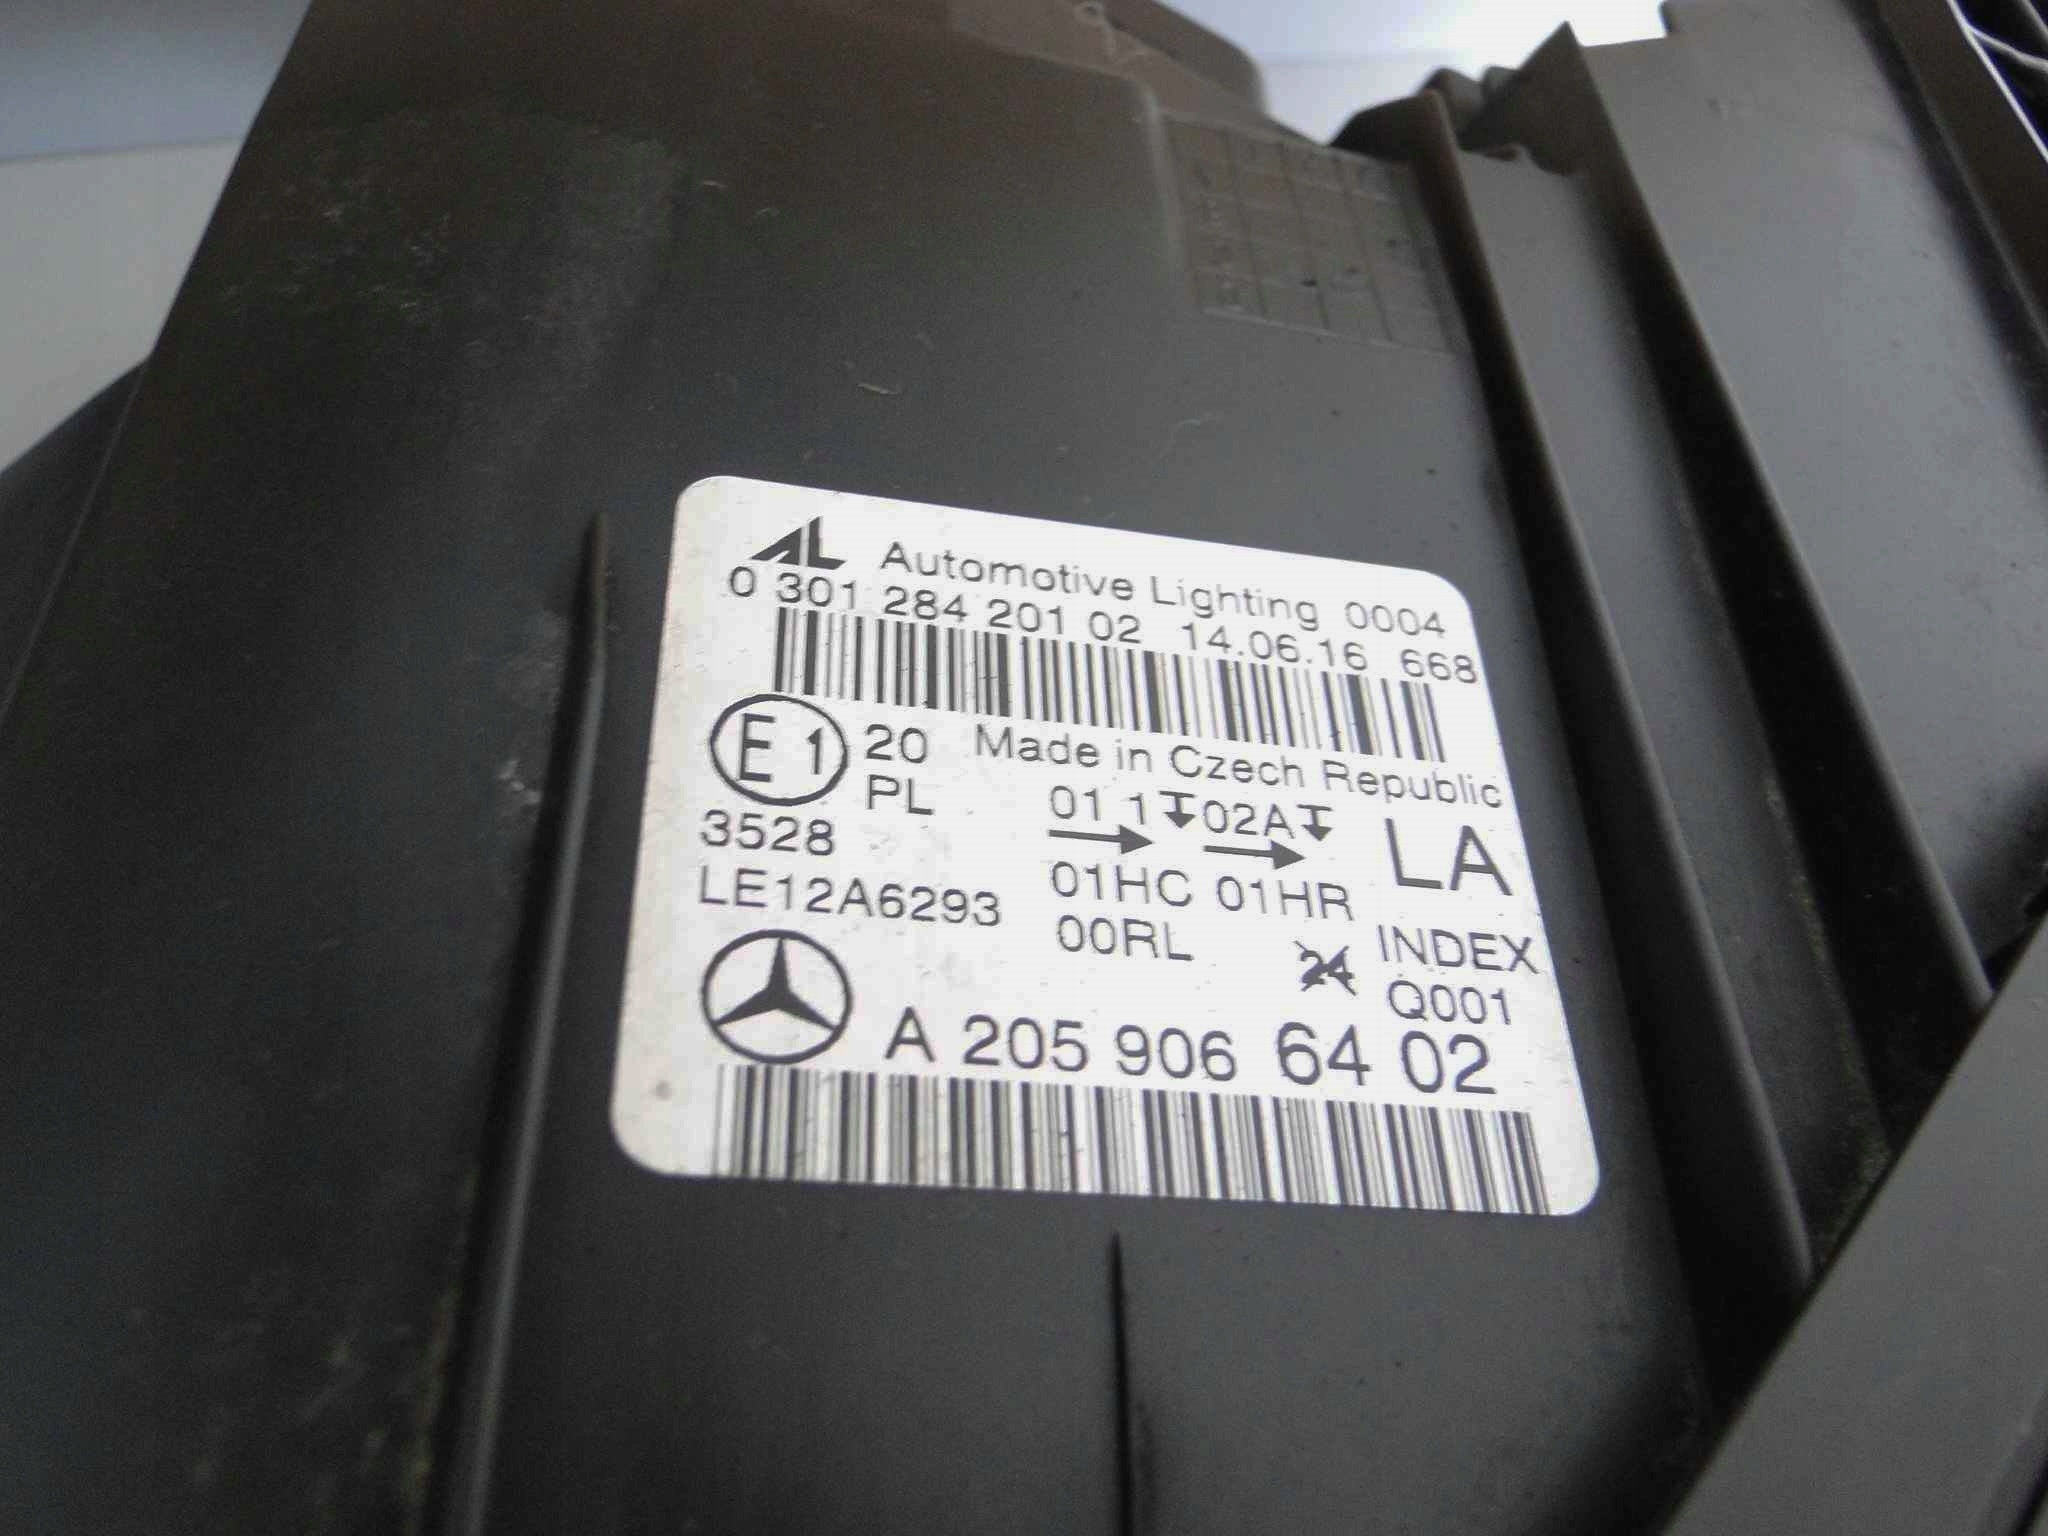 AL Automotive Lighting 0004
0 301 284 201 02 14.06.16 668
E1 20 Made in Czech Republic
PL 01 1 02A LA
3528
01HC 01HR
LE12A6293
00RL 24 INDEX
Q001
A 205 906 64 02